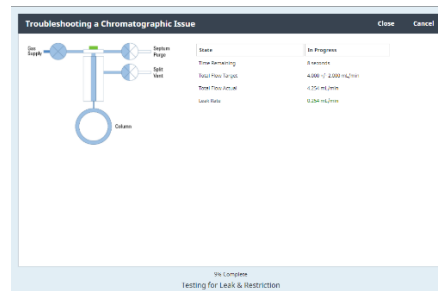 Troubleshooting a Chromatographic Issue
Close
Cancel
Gas
Supply
Septum
Purge
Split
Vent
Column
State
In Progress
Time Remaining
8 seconds
Total Flow Target
4.000 +/- 2.000 mL/min
Total Flow Actual
4.254 mL/min
Leak Rate
0.254 mL/min
9% Complete
Testing for Leak & Restriction